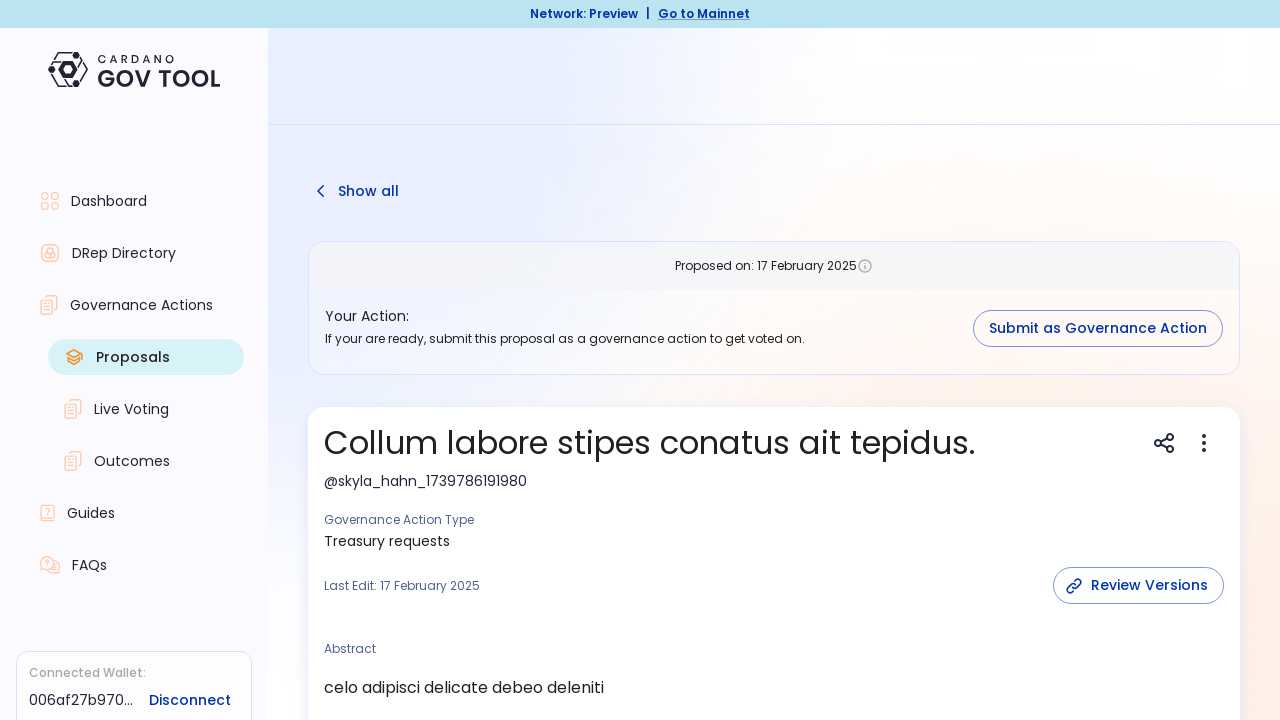 Network: Preview | Go to Mainnet
CARDANO
GOV TOOL
Dashboard
DRep Directory
Governance Actions
Proposals
Live Voting
Outcomes
Guides
FAQs
Connected Wallet:
006af27b970... Disconnect
Show all
Proposed on: 17 February 2025
Your Action:
If your are ready, submit this proposal as a governance action to get voted on.
Submit as Governance Action
Collum labore stipes conatus ait tepidus.
@skyla_hahn_1739786191980
Governance Action Type
Treasury requests
Last Edit: 17 February 2025
Review Versions
Abstract
celo adipisci delicate debeo deleniti